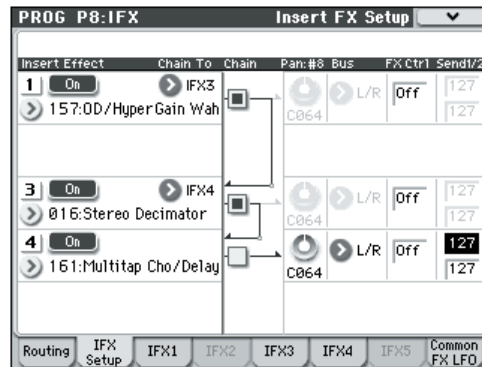 PROG P8:IFX Insert FX Setup
Insert Effect Chain To Chain Pan:#8 Bus FX Ctrl Send1/2
1 On IFX3 L/R Off 127
157:OD/HyperGain Wah C064 127
3 On IFX4 L/R Off 127
016:Stereo Decimator C064 127
4 On L/R Off 127
161:Multitap Cho/Delay C064 127
Routing IFX Setup IFX1 IFX2 IFX3 IFX4 IFX5 Common FX LFO